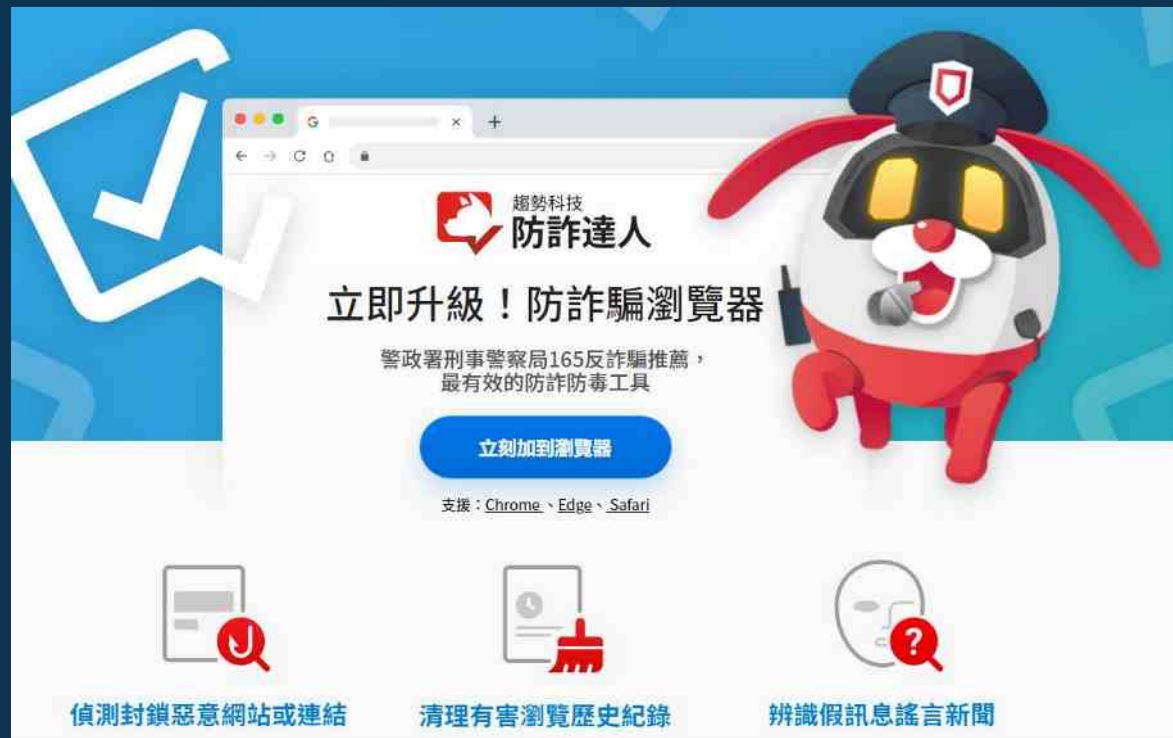 趨勢科技
防詐達人
立即升級！防詐騙瀏覽器
警政署刑事警察局165反詐騙推薦，
最有效的防詐防毒工具
立刻加到瀏覽器
支援：Chrome、Edge、Safari
偵測封鎖惡意網站或連結
清理有害瀏覽歷史紀錄
辨識假訊息謠言新聞